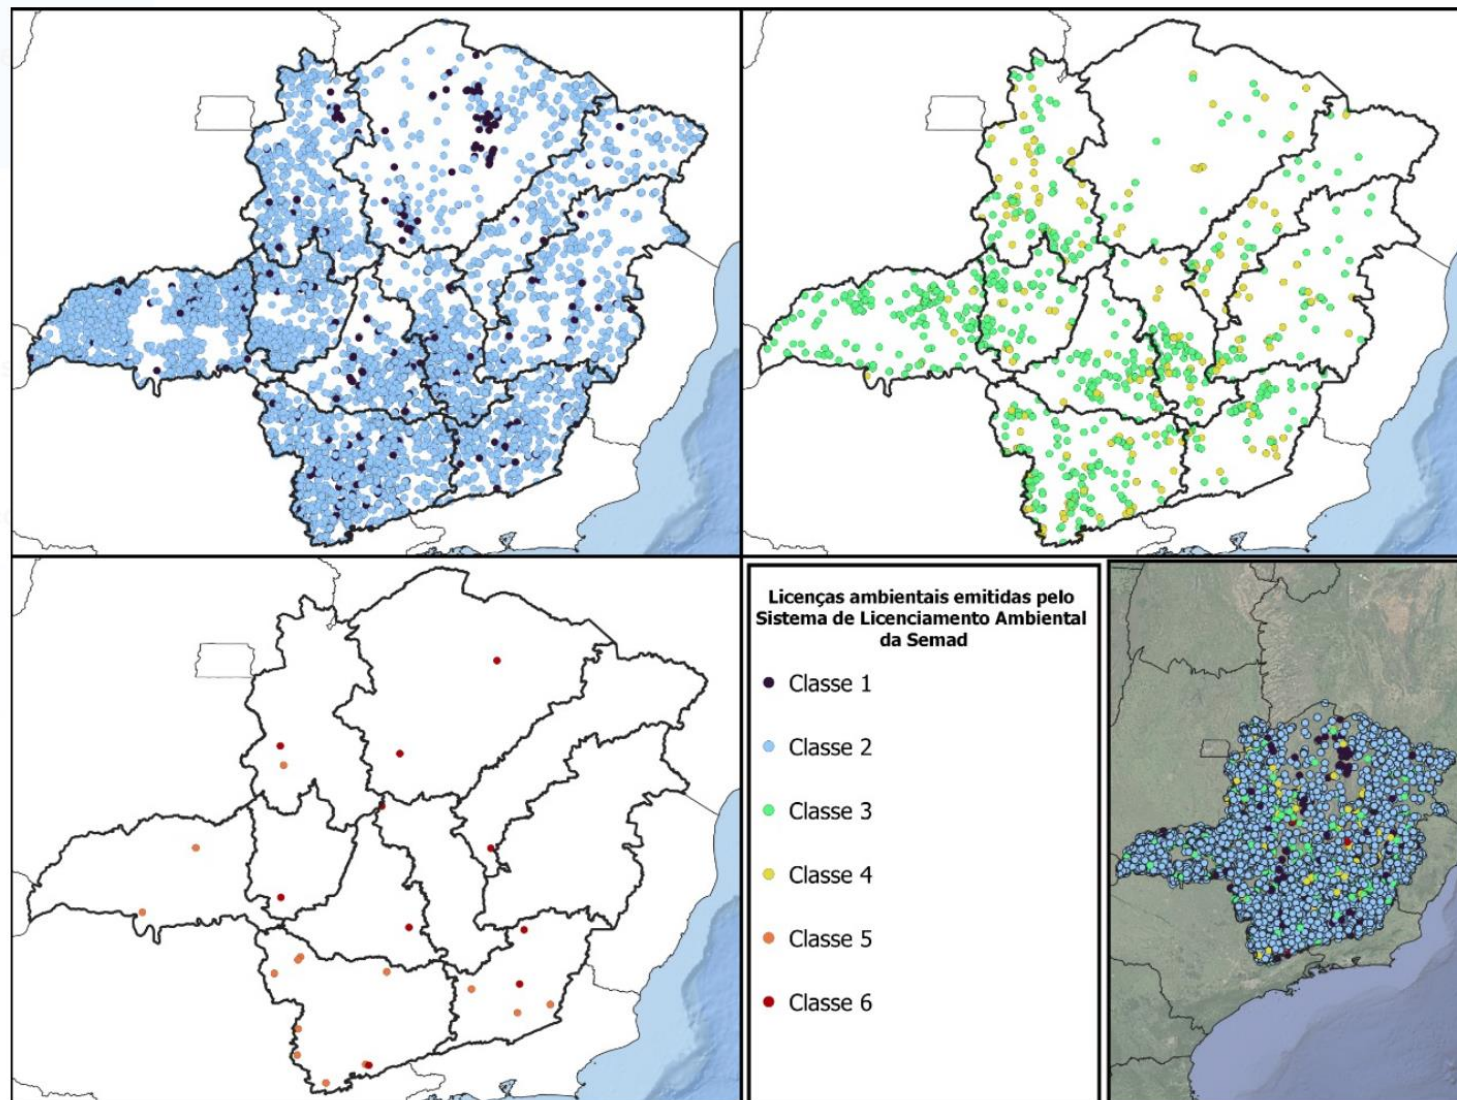 Licenças ambientais emitidas pelo
Sistema de Licenciamento Ambiental
da Semad
Classe 1
Classe 2
Classe 3
Classe 4
Classe 5
Classe 6